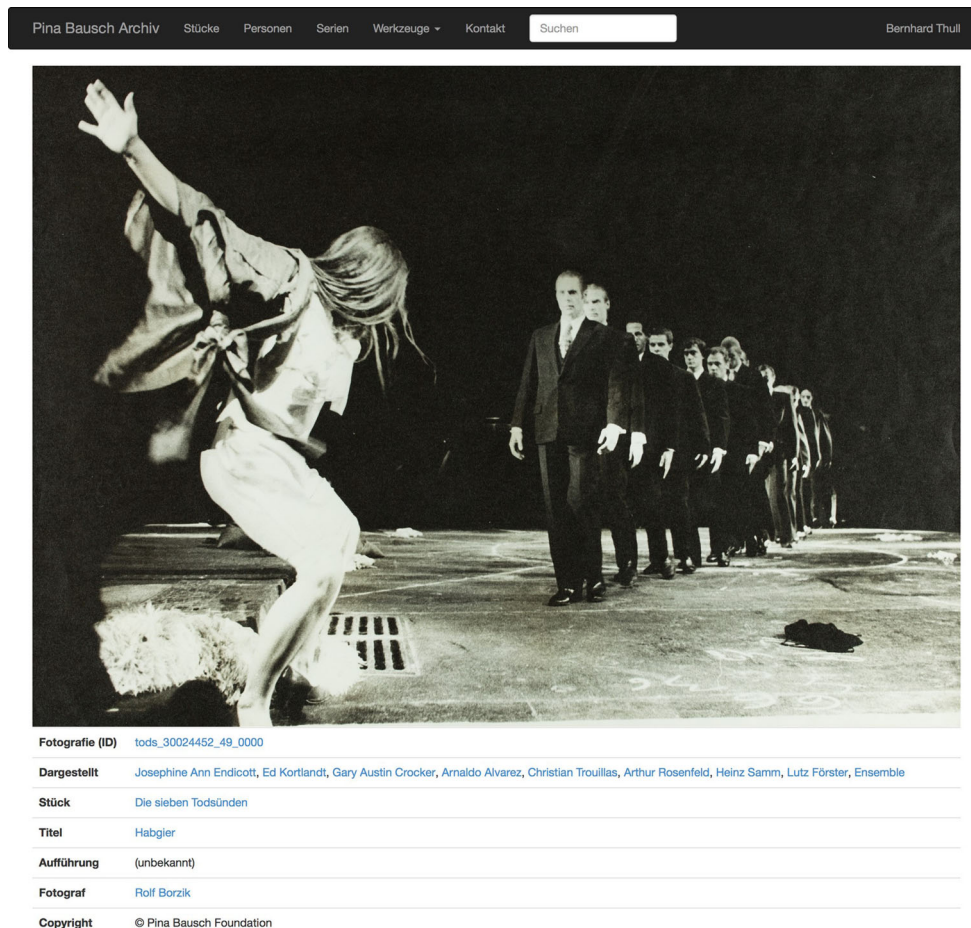 Pina Bausch Archiv Stücke Personen Serien Werkzeuge Kontakt Suchen Bernhard Thull
Fotografie (ID) tods_30024452_49_0000
Dargestellt Josephine Ann Endicott, Ed Kortlandt, Gary Austin Crocker, Arnaldo Alvarez, Christian Trouillas, Arthur Rosenfeld, Heinz Samm, Lutz Förster, Ensemble
Stück Die sieben Todsünden
Titel Habgier
Aufführung (unbekannt)
Fotograf Rolf Borzik
Copyright © Pina Bausch Foundation